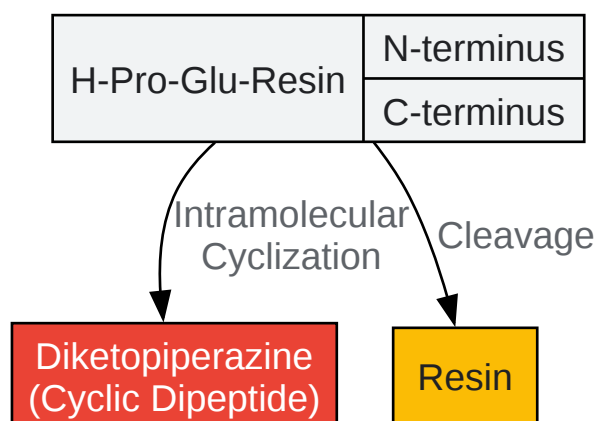 H-Pro-Glu-Resin
N-terminus
C-terminus
Intramolecular
Cyclization
Cleavage
Diketopiperazine
(Cyclic Dipeptide)
Resin